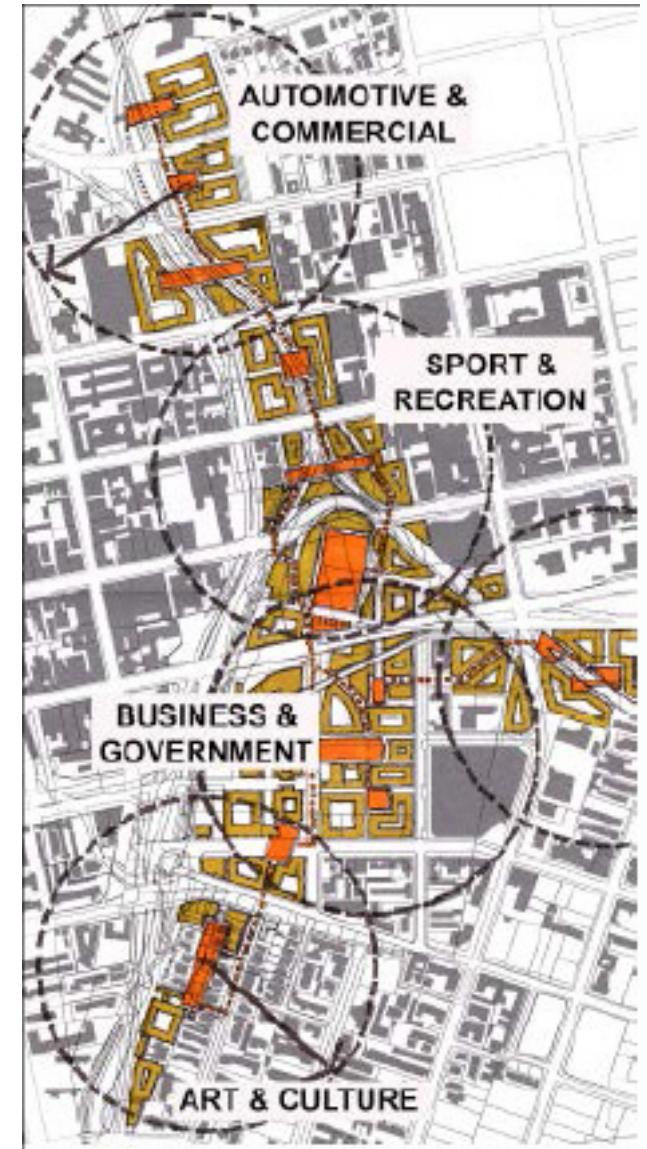 AUTOMOTIVE &
COMMERCIAL
SPORT &
RECREATION
BUSINESS &
GOVERNMENT
ART & CULTURE